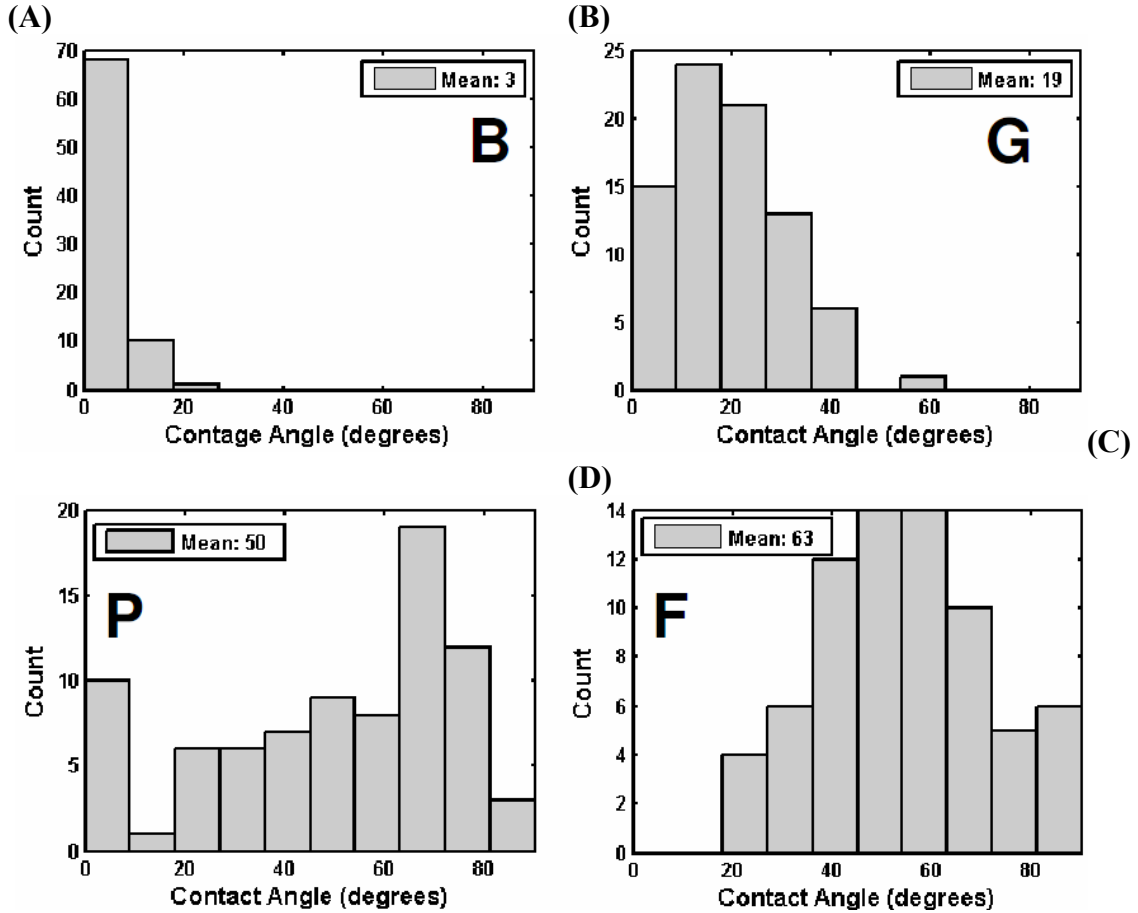 (A)
(B)
70
60
50
40
30
20
10
0
Count
Mean: 3
B
0 20 40 60 80
Contage Angle (degrees)
25
20
15
10
5
0
Count
Mean: 19
G
0 20 40 60 80
Contact Angle (degrees)
(C)
(D)
20
15
10
5
0
Count
Mean: 50
P
0 20 40 60 80
Contact Angle (degrees)
14
12
10
8
6
4
2
0
Count
Mean: 63
F
0 20 40 60 80
Contact Angle (degrees)